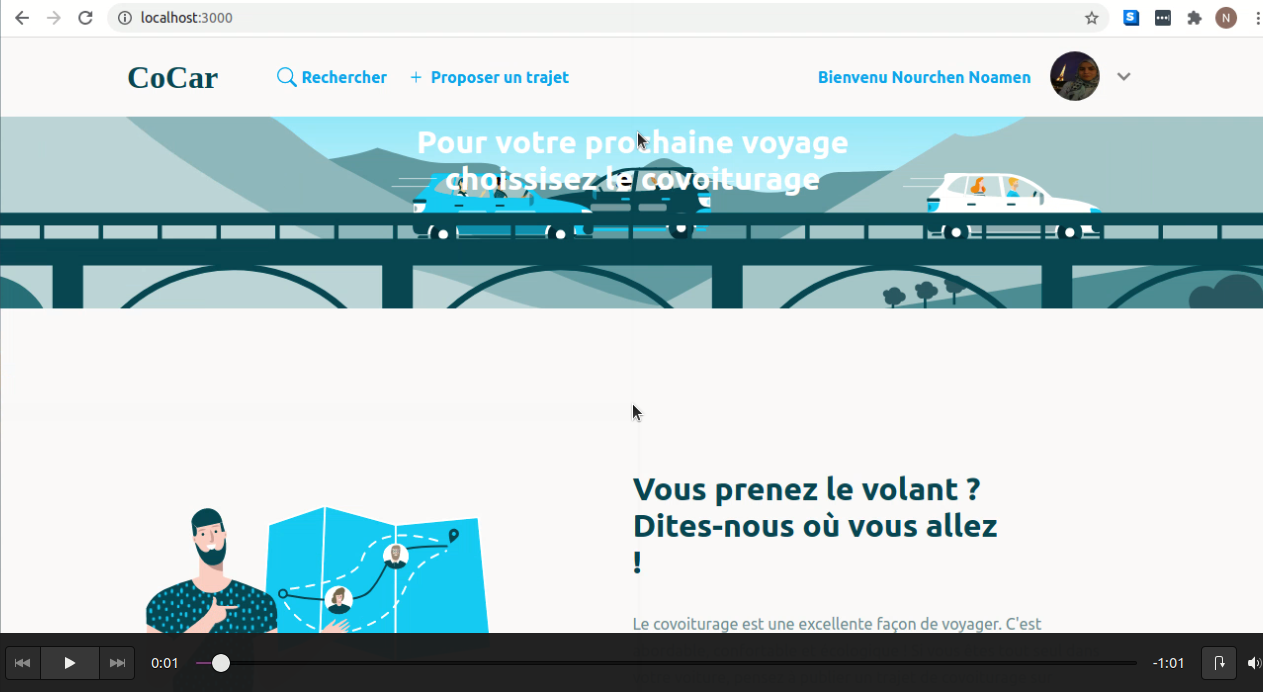 localhost:3000
S
N
CoCar
Rechercher
+ Proposer un trajet
Bienvenu Nourchen Noamen
Pour votre prochaine voyage
choissisez le covoiturage
Vous prenez le volant ?
Dites-nous où vous allez
!
Le covoiturage est une excellente façon de voyager. C'est
0:01
-1:01